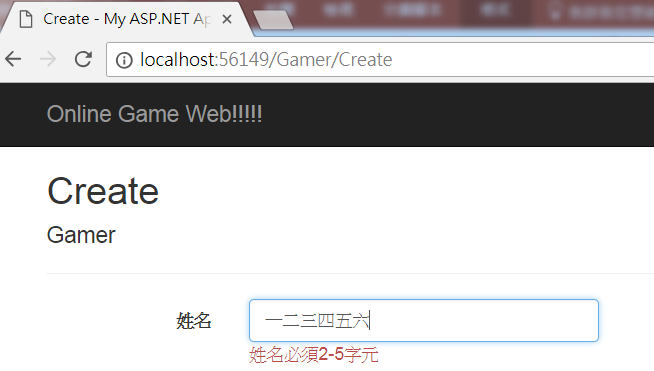 Create - My ASP.NET Ap
localhost:56149/Gamer/Create
Online Game Web!!!!!
Create
Gamer
姓名
一二三四五六
姓名必須2-5字元